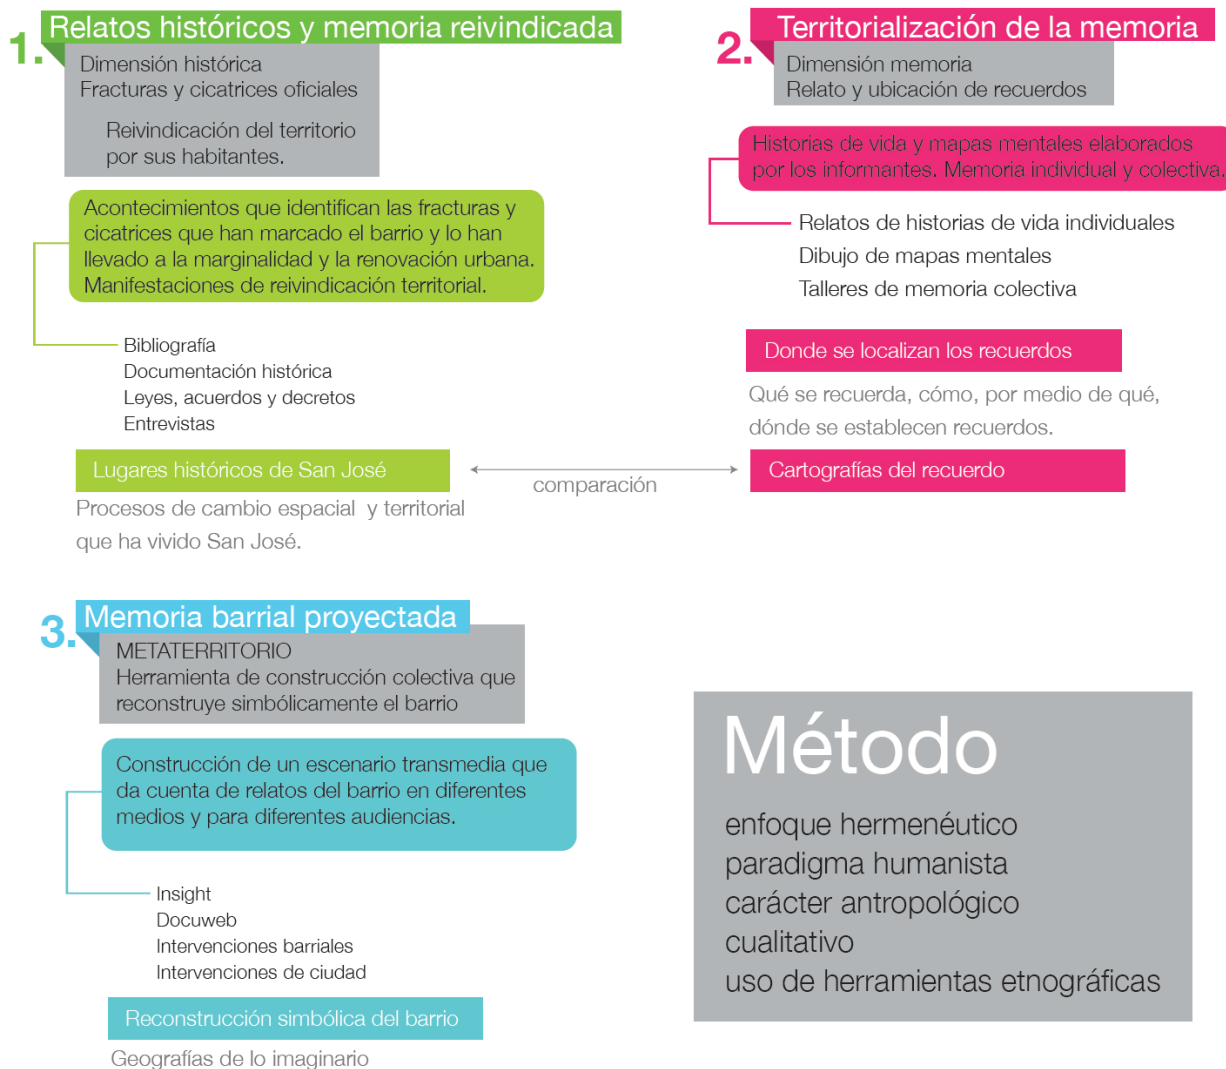 1. Relatos históricos y memoria reivindicada
Dimensión histórica
Fracturas y cicatrices oficiales
Reivindicación del territorio
por sus habitantes.
Acontecimientos que identifican las fracturas y
cicatrices que han marcado el barrio y lo han
llevado a la marginalidad y la renovación urbana.
Manifestaciones de reivindicación territorial.
Bibliografía
Documentación histórica
Leyes, acuerdos y decretos
Entrevistas
Lugares históricos de San José
Procesos de cambio espacial y territorial
que ha vivido San José.
comparación
2. Territorialización de la memoria
Dimensión memoria
Relato y ubicación de recuerdos
Historias de vida y mapas mentales elaborados
por los informantes. Memoria individual y colectiva.
Relatos de historias de vida individuales
Dibujo de mapas mentales
Talleres de memoria colectiva
Donde se localizan los recuerdos
Qué se recuerda, cómo, por medio de qué,
dónde se establecen recuerdos.
Cartografías del recuerdo
3. Memoria barrial proyectada
METATERRITORIO
Herramienta de construcción colectiva que
reconstruye simbólicamente el barrio
Construcción de un escenario transmedia que
da cuenta de relatos del barrio en diferentes
medios y para diferentes audiencias.
Insight
Docuweb
Intervenciones barriales
Intervenciones de ciudad
Reconstrucción simbólica del barrio
Geografías de lo imaginario
Método
enfoque hermenéutico
paradigma humanista
carácter antropológico
cualitativo
uso de herramientas etnográficas